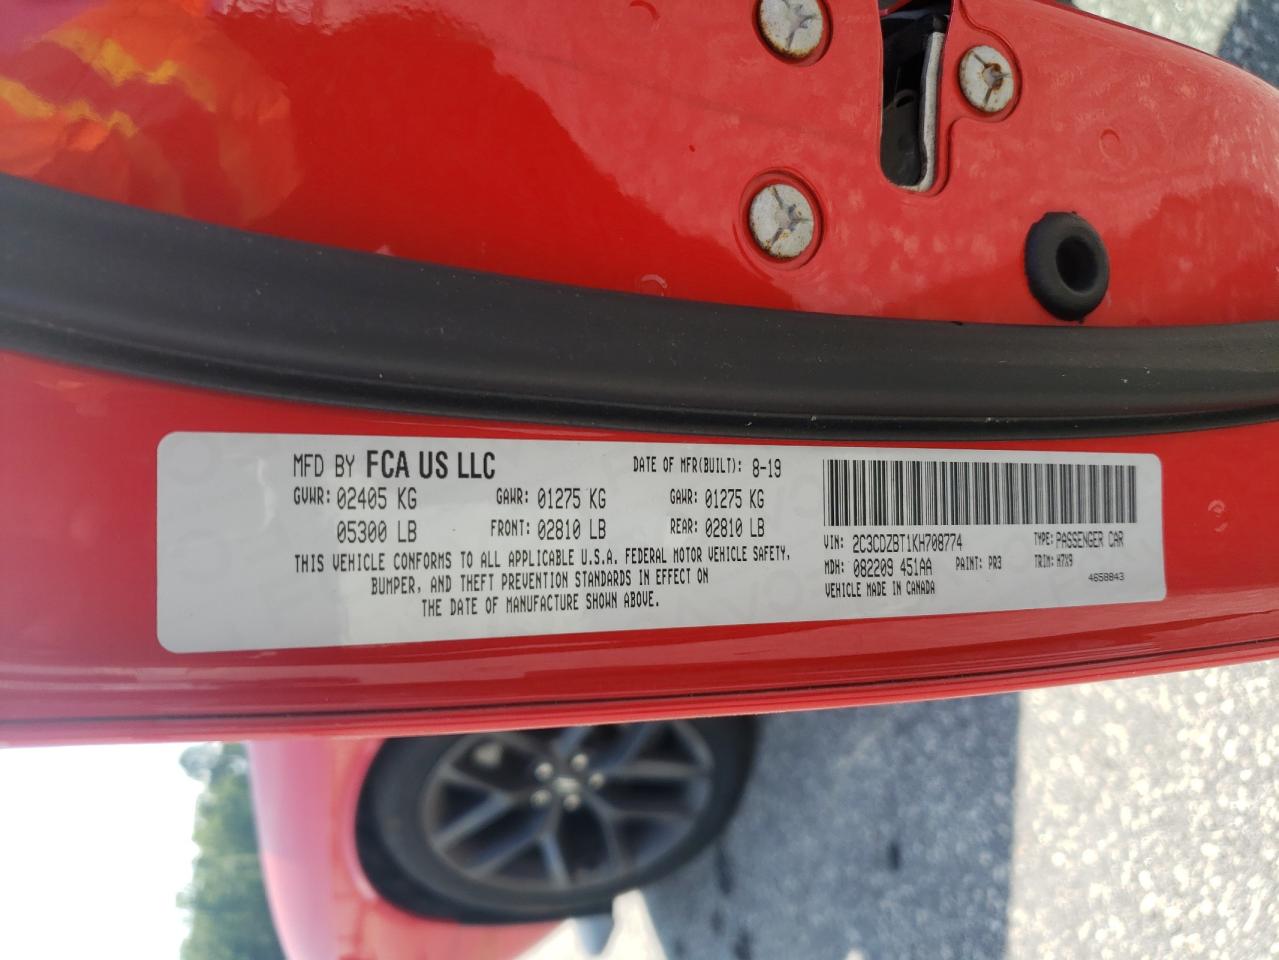 MFD BY FCA US LLC
DATE OF MFR(BUILT): 8-19
GVWR: 02405 KG
05300 LB
GAWR: 01275 KG
FRONT: 02810 LB
GAWR: 01275 KG
REAR: 02810 LB
THIS VEHICLE CONFORMS TO ALL APPLICABLE U.S.A. FEDERAL MOTOR VEHICLE SAFETY,
BUMPER, AND THEFT PREVENTION STANDARDS IN EFFECT ON
THE DATE OF MANUFACTURE SHOWN ABOVE.
VIN: 2C3CDZBT1KH708774
TYPE: PASSENGER CAR
MDH: 082209 451AA
PAINT: PR3
TRIM: H7X9
VEHICLE MADE IN CANADA
4658843